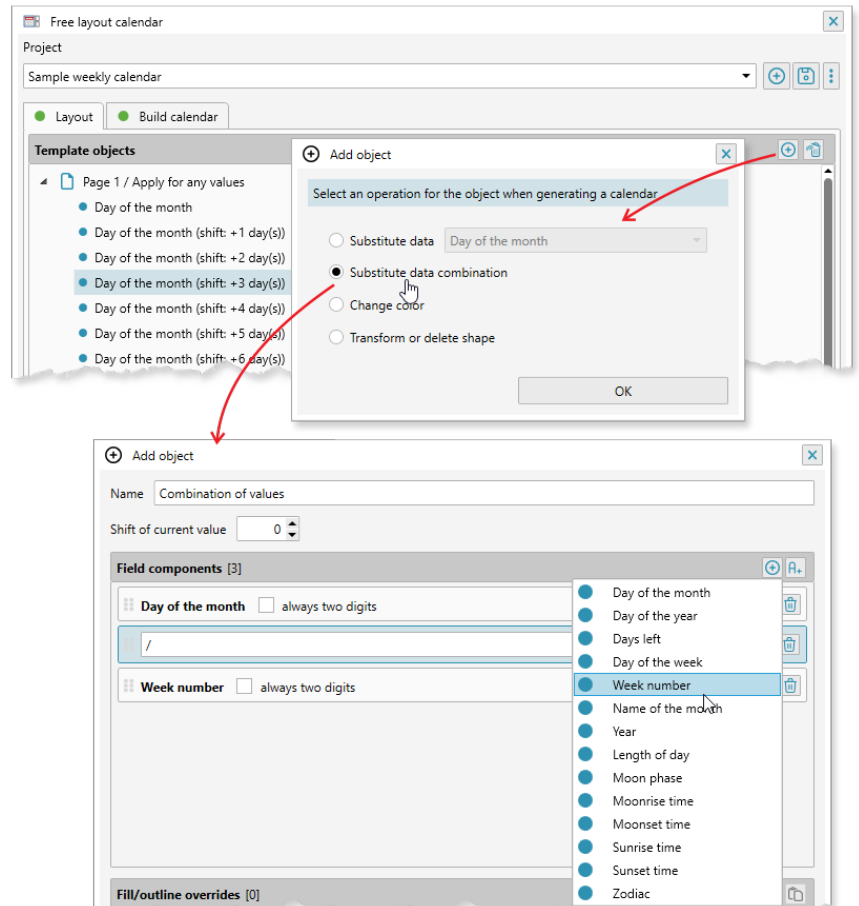 Free layout calendar
Project
Sample weekly calendar
Layout
Build calendar
Template objects
Page 1 / Apply for any values
Day of the month
Day of the month (shift: +1 day(s))
Day of the month (shift: +2 day(s))
Day of the month (shift: +3 day(s))
Day of the month (shift: +4 day(s))
Day of the month (shift: +5 day(s))
Day of the month (shift: +6 day(s))
Add object
Select an operation for the object when generating a calendar
Substitute data
Day of the month
Substitute data combination
Change color
Transform or delete shape
OK
Add object
Name
Combination of values
Shift of current value
0
Field components [3]
A+
Day of the month
always two digits
/
Week number
always two digits
Day of the month
Day of the year
Days left
Day of the week
Week number
Name of the month
Year
Length of day
Moon phase
Moonrise time
Moonset time
Sunrise time
Sunset time
Zodiac
Fill/outline overrides [0]